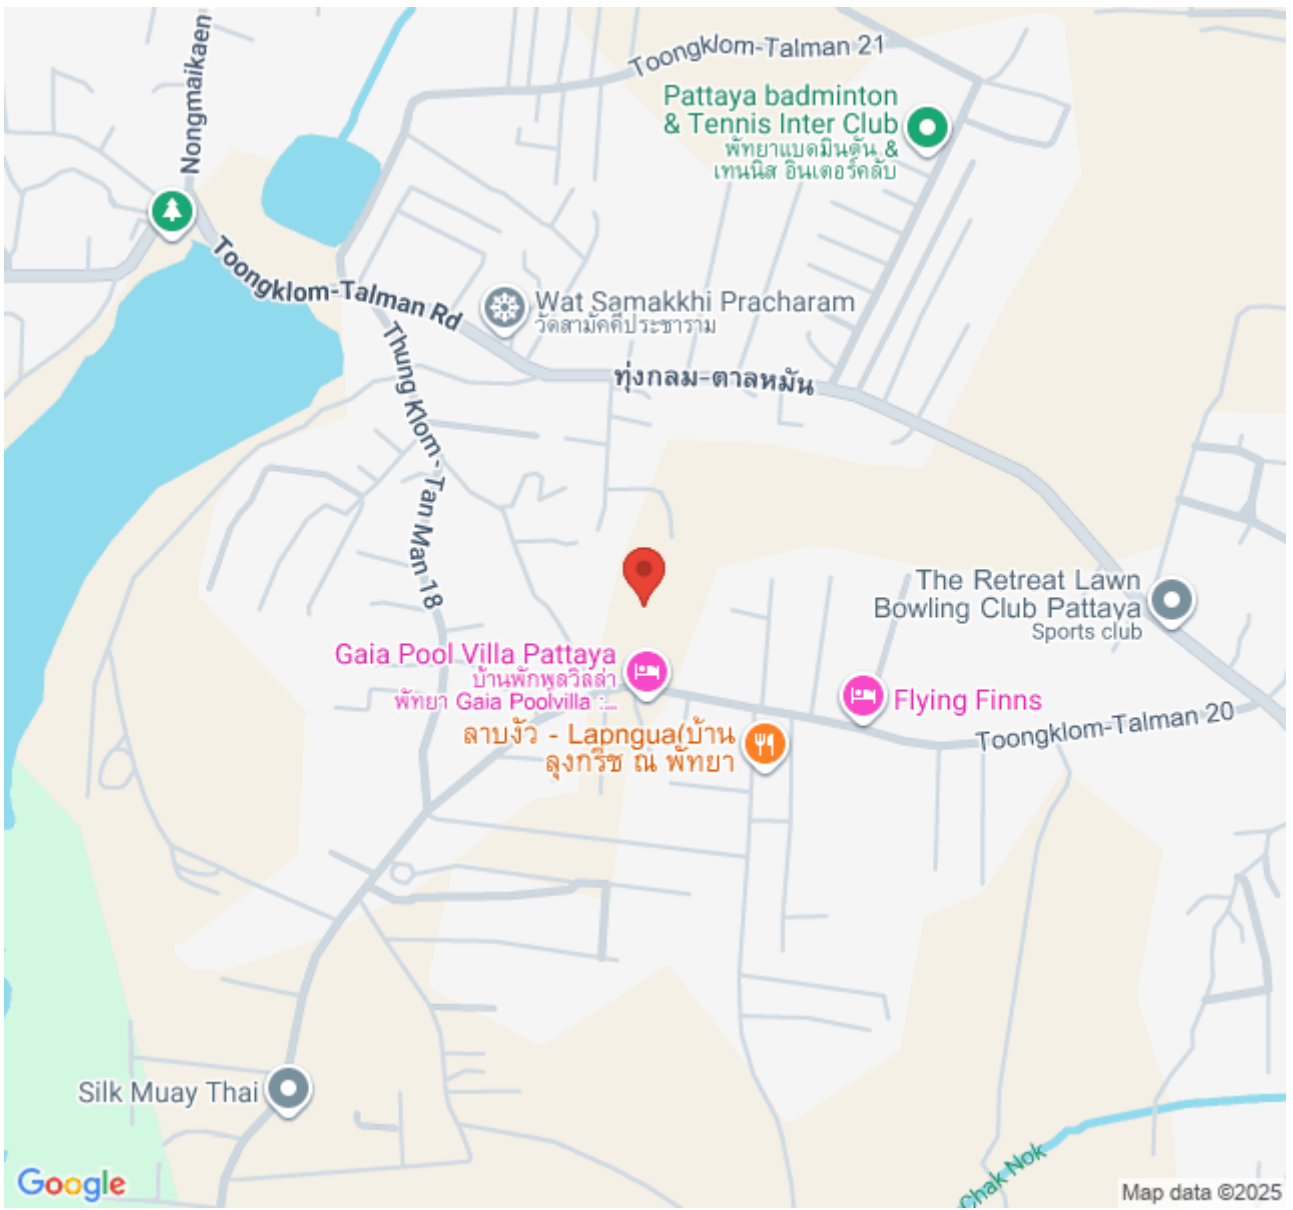 Nongmaikaen
Toongklom-Talman 21
Pattaya badminton
& Tennis Inter Club
พัทยาแบดมินตัน &
เทนนิส อินเตอร์คลับ
Toongklom-Talman Rd
Wat Samakkhi Pracharam
วัดสามัคคีประชาราม
ทุ่งกลม-ตาลหมัน
Thung Klom - Tan Man 18
The Retreat Lawn
Bowling Club Pattaya
Sports club
Gaia Pool Villa Pattaya
บ้านพักพูลวิลล่า
พัทยา Gaia Poolvilla :...
Flying Finns
Toongklom-Talman 20
ลาบงัว - Lapngua(บ้าน
ลุงกริช ณ พัทยา
Silk Muay Thai
Chak Nok
Google
Map data ©2025